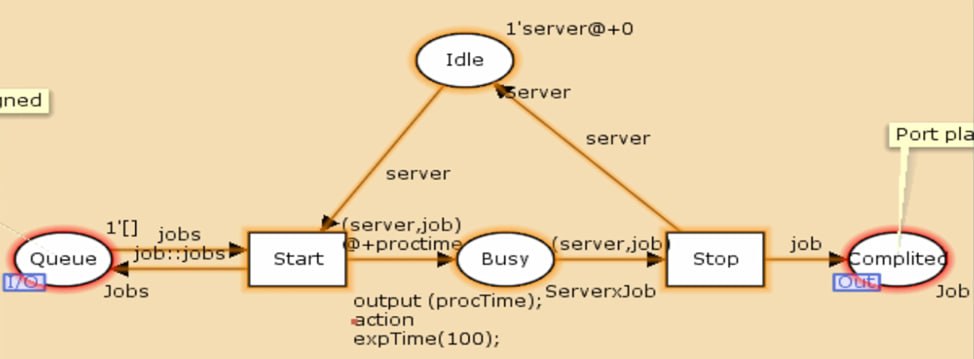 1'server@+0
Idle
Server
gned
Port pla
server
server
1'[]
jobs
(server,job)
@+proctime
(server,job)
job
job::jobs
Queue
Start
Busy
Stop
Complited
I/O
Out
Jobs
ServerxJob
Job
output (procTime);
action
expTime(100);